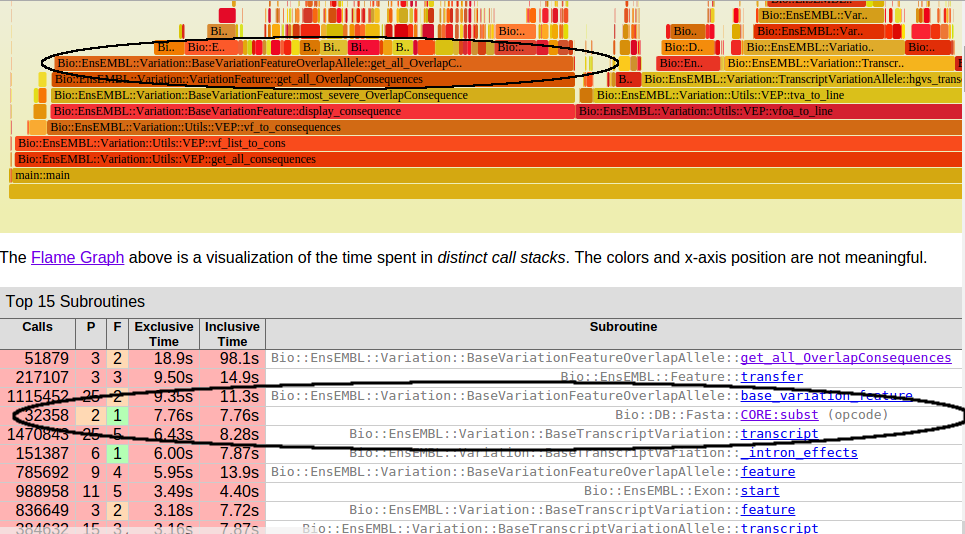 Bio::EnsEMBL::Var..
Bi.. Bio... Bio.. Bio::EnsEMBL::Var..
Bi.. Bio::E.. B.. Bi.. Bi.. B.. Bio... Bio::D.. Bio::EnsEMBL::Variatio.. Bio:..
Bio::EnsEMBL::Variation::BaseVariationFeatureOverlapAllele::get_all_OverlapC.. Bio::En.. Bio::EnsEMBL::Variation::Transcr..
Bio::EnsEMBL::Variation::VariationFeature::get_all_OverlapConsequences B.. Bio::EnsEMBL::Variation::TranscriptVariationAllele::hgvs_trans
Bio::EnsEMBL::Variation::BaseVariationFeature::most_severe_OverlapConsequence Bio::EnsEMBL::Variation::Utils::VEP::tva_to_line
Bio::EnsEMBL::Variation::BaseVariationFeature::display_consequence Bio::EnsEMBL::Variation::Utils::VEP::vfoa_to_line
Bio::EnsEMBL::Variation::Utils::VEP::vf_to_consequences
Bio::EnsEMBL::Variation::Utils::VEP::vf_list_to_cons
Bio::EnsEMBL::Variation::Utils::VEP::get_all_consequences
main::main
The Flame Graph above is a visualization of the time spent in distinct call stacks. The colors and x-axis position are not meaningful.
Top 15 Subroutines
Calls P F Exclusive Time Inclusive Time Subroutine
51879 3 2 18.9s 98.1s Bio::EnsEMBL::Variation::BaseVariationFeatureOverlapAllele::get_all_OverlapConsequences
217107 3 3 9.50s 14.9s Bio::EnsEMBL::Feature::transfer
1115452 25 2 9.35s 11.3s Bio::EnsEMBL::Variation::BaseVariationFeatureOverlapAllele::base_variation_feature
32358 2 1 7.76s 7.76s Bio::DB::Fasta::CORE:subst (opcode)
1470843 25 5 6.43s 8.28s Bio::EnsEMBL::Variation::BaseTranscriptVariation::transcript
151387 6 1 6.00s 7.87s Bio::EnsEMBL::Variation::BaseTranscriptVariation::_intron_effects
785692 9 4 5.95s 13.9s Bio::EnsEMBL::Variation::BaseVariationFeatureOverlapAllele::feature
988958 11 5 3.49s 4.40s Bio::EnsEMBL::Exon::start
836649 3 2 3.18s 7.72s Bio::EnsEMBL::Variation::BaseVariationFeatureOverlap::feature
384632 15 3 3.16s 7.87s Bio::EnsEMBL::Variation::BaseTranscriptVariationAllele::transcript